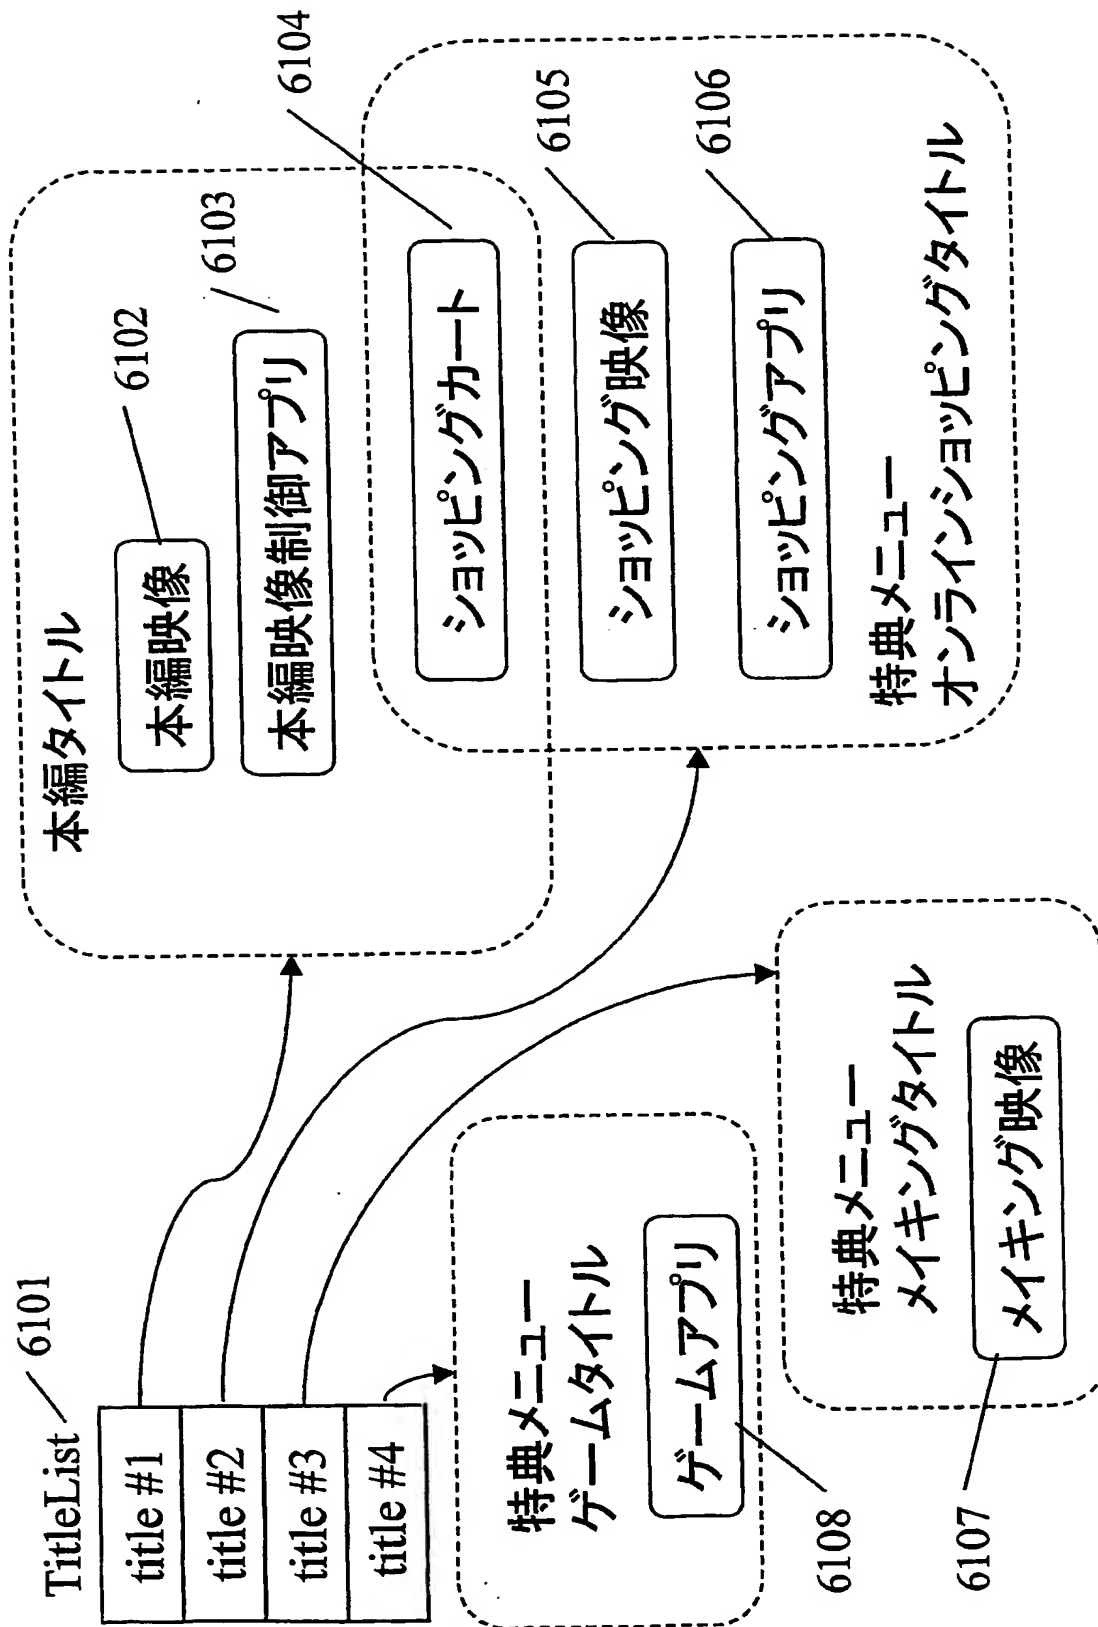 TitleList
6101
title #1
title #2
title #3
title #4
本編タイトル
本編映像
6102
本編映像制御アプリ
6103
ショッピングカート
6104
ショッピング映像
6105
ショッピングアプリ
6106
特典メニュー
オンラインショッピングタイトル
特典メニュー
ゲームタイトル
ゲームアプリ
6108
特典メニュー
メイキングタイトル
メイキング映像
6107